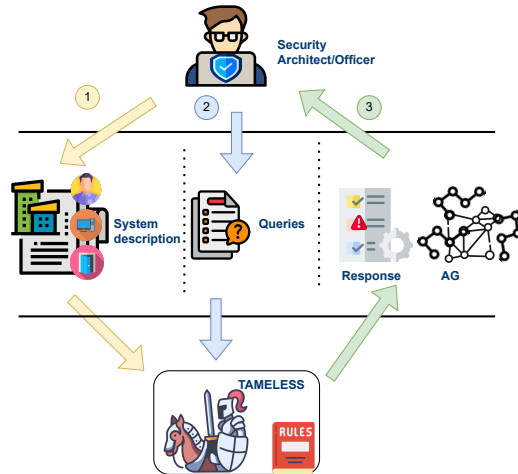 Security
Architect/Officer
1
2
3
System
description
Queries
Response
AG
TAMELESS
RULES